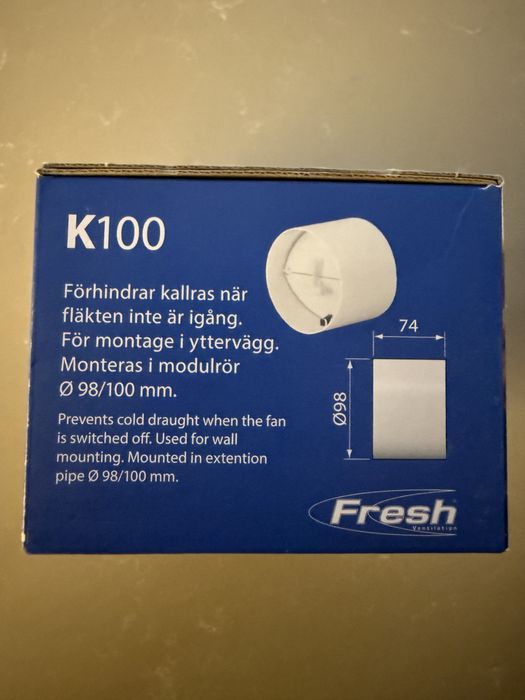 K100
Förhindrar kallras när
fläkten inte är igång.
För montage i yttervägg.
Monteras i modulrör
Ø 98/100 mm.
Prevents cold draught when the fan
is switched off. Used for wall
mounting. Mounted in extention
pipe Ø 98/100 mm.
74
Ø98
Fresh®
Ventilation